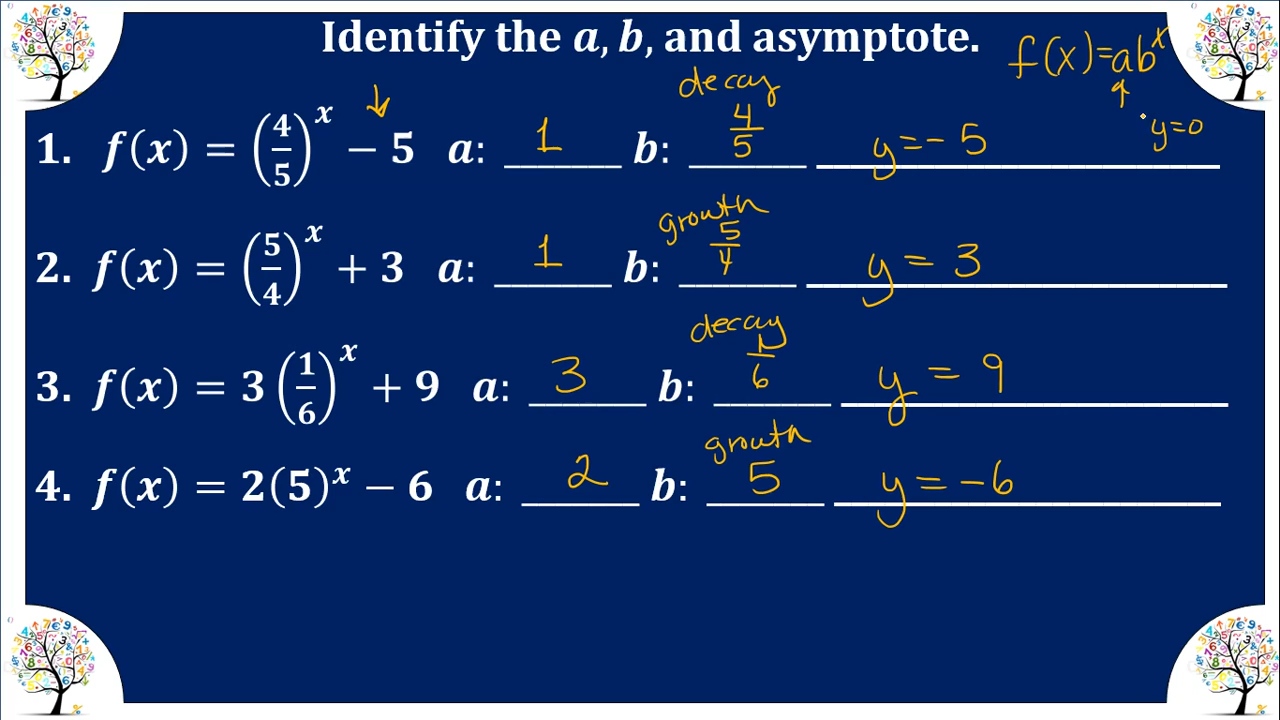 Identify the a, b, and asymptote.
f(x)=ab^x
y=0
decay
1. f(x) = (4/5)^x − 5 a: 1 b: 4/5 y=-5
growth
2. f(x) = (5/4)^x + 3 a: 1 b: 5/4 y = 3
decay
3. f(x) = 3(1/6)^x + 9 a: 3 b: 1/6 y = 9
growth
4. f(x) = 2(5)^x − 6 a: 2 b: 5 y = -6